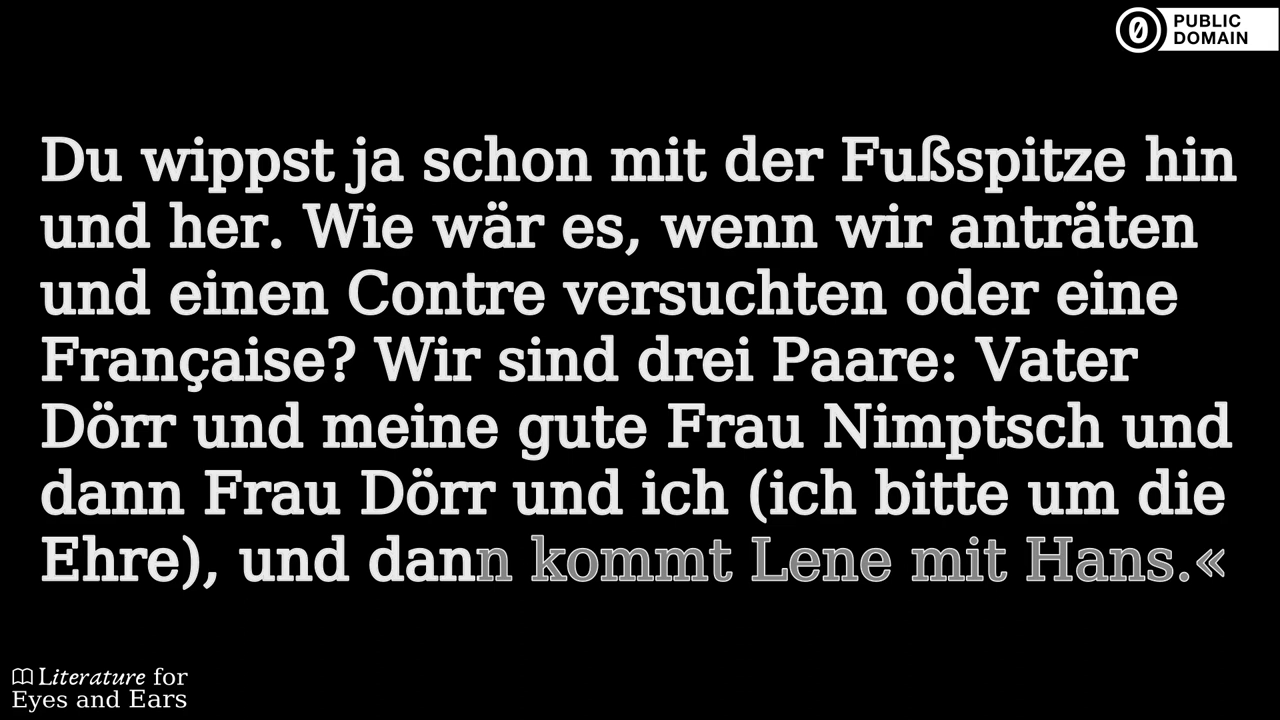 PUBLIC
DOMAIN
Du wippst ja schon mit der Fußspitze hin
und her. Wie wär es, wenn wir anträten
und einen Contre versuchten oder eine
Française? Wir sind drei Paare: Vater
Dörr und meine gute Frau Nimptsch und
dann Frau Dörr und ich (ich bitte um die
Ehre), und dann kommt Lene mit Hans.«
Literature for
Eyes and Ears